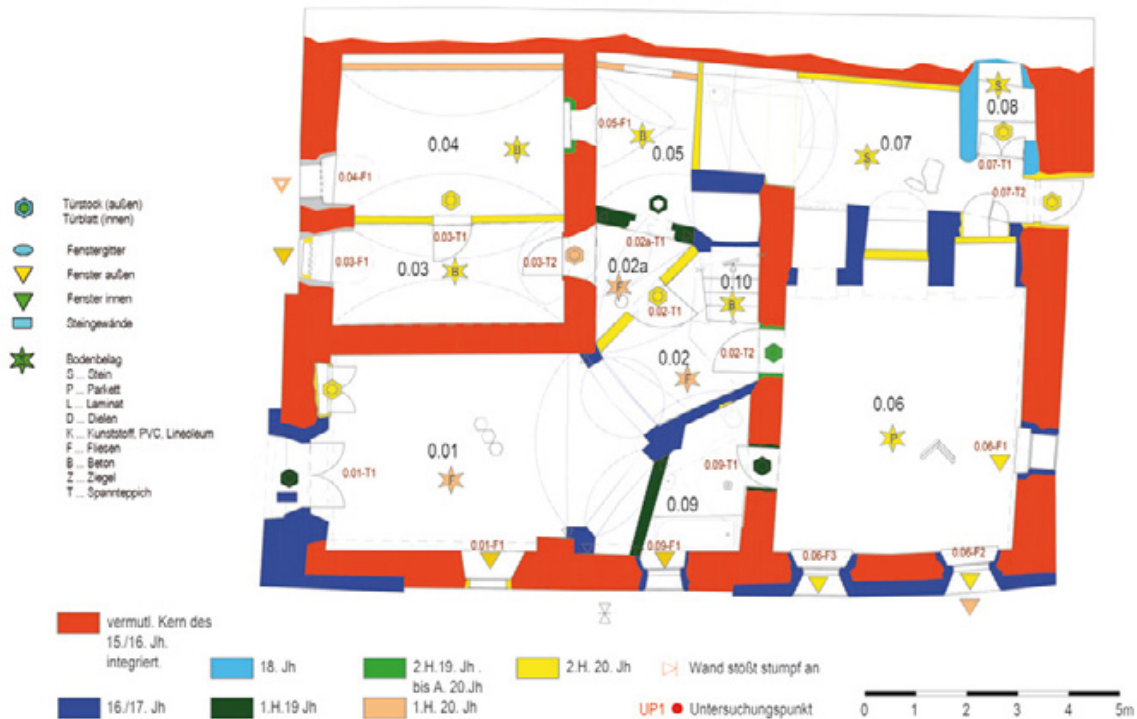 0.04
B
0.04-F1
0.05-F1
B
0.05
S
0.08
0.07
S
0.07-T1
0.07-T2
0.03-T1
0.03-F1
0.03
B
0.03-T2
0.02a-T1
0.02a
F
0.10
B
0.02-T1
0.02
F
0.02-T2
0.06
P
0.06-F1
0.01
F
0.01-T1
0.09-T1
0.09
0.01-F1
0.09-F1
0.06-F3
0.06-F2
Türstock (außen)
Türblatt (innen)
Fenstergitter
Fenster außen
Fenster innen
Steingewände
Bodenbelag
S ... Stein
P ... Parkett
L ... Laminat
D ... Dielen
K ... Kunststoff, PVC, Lineoleum
F ... Fliesen
B ... Beton
Z ... Ziegel
T ... Spannteppich
vermutl. Kern des
15./16. Jh.
integriert.
18. Jh
2.H.19. Jh .
bis A. 20.Jh
2.H. 20. Jh
Wand stößt stumpf an
16./17. Jh
1.H.19 Jh
1.H. 20. Jh
UP1 Untersuchungspunkt
0 1 2 3 4 5m